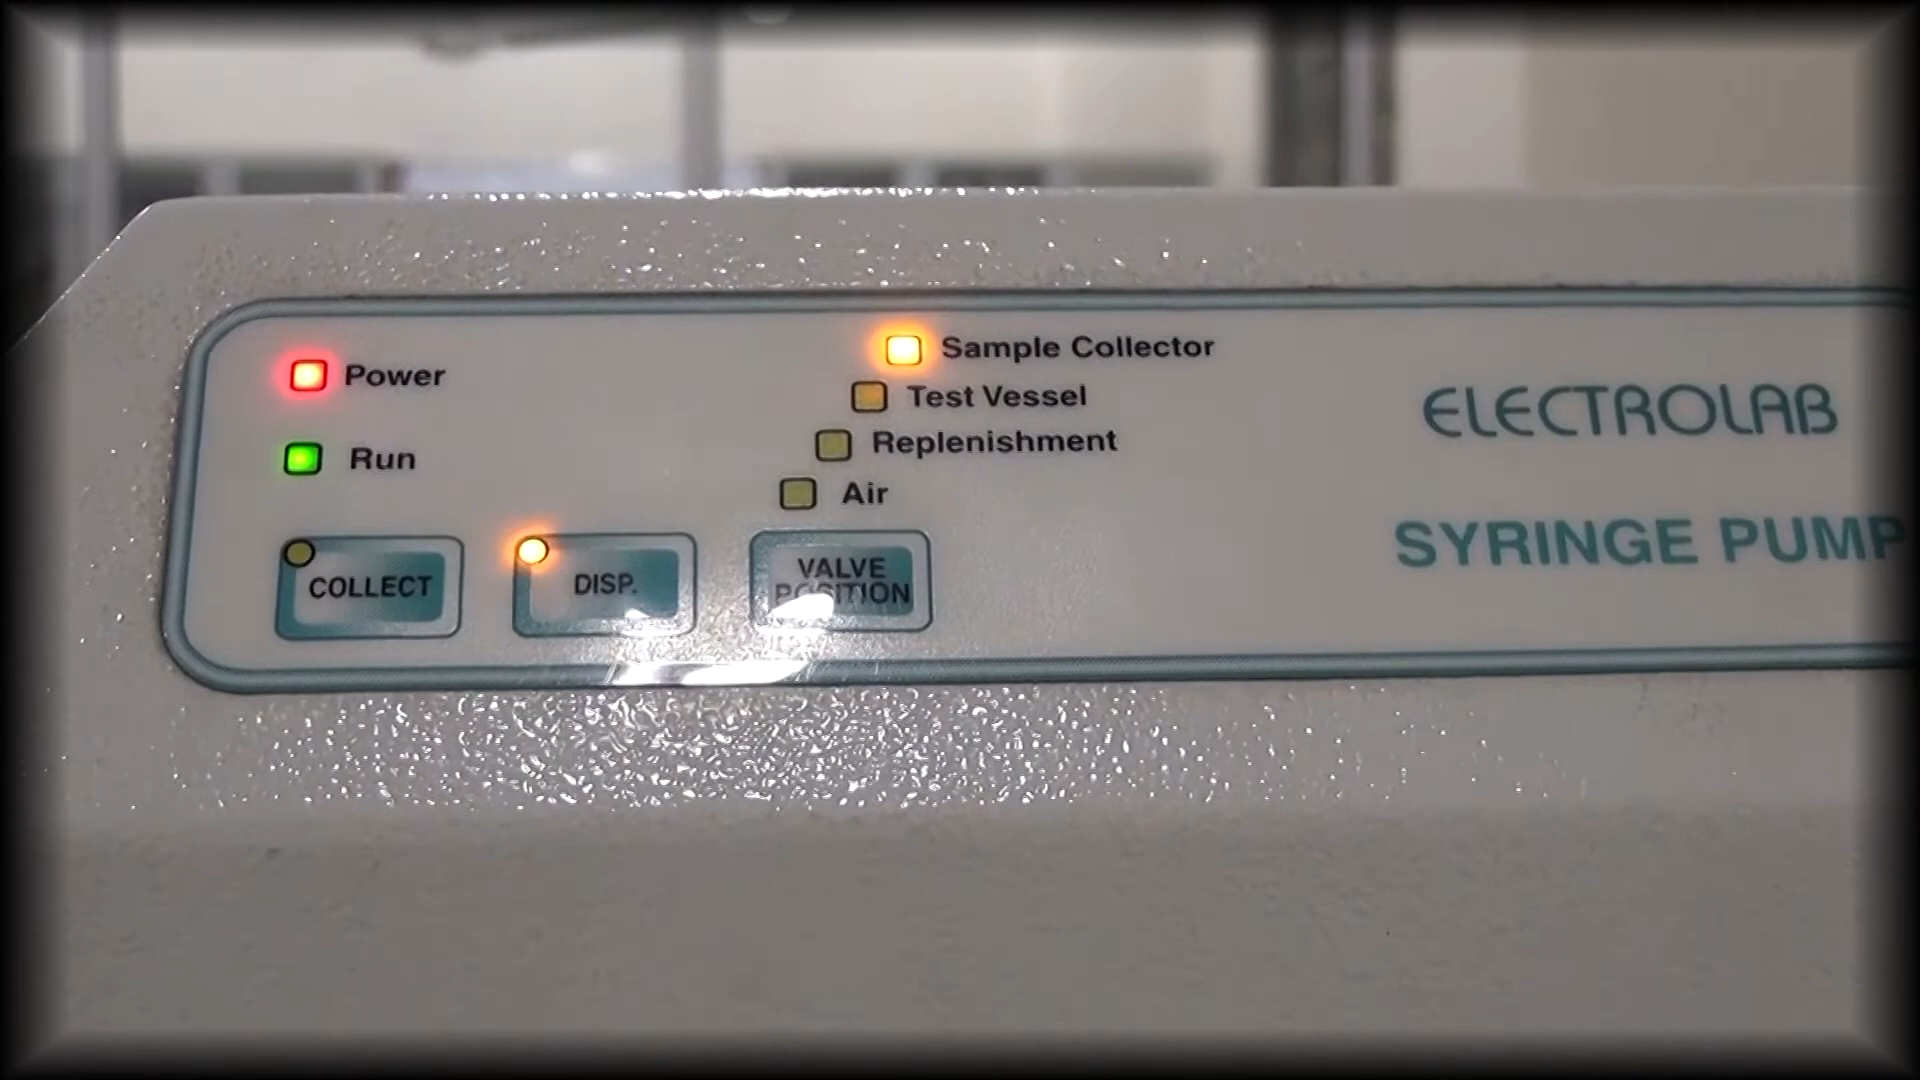 Power
Run
Sample Collector
Test Vessel
Replenishment
Air
COLLECT
DISP.
VALVE
POSITION
ELECTROLAB
SYRINGE PUMP